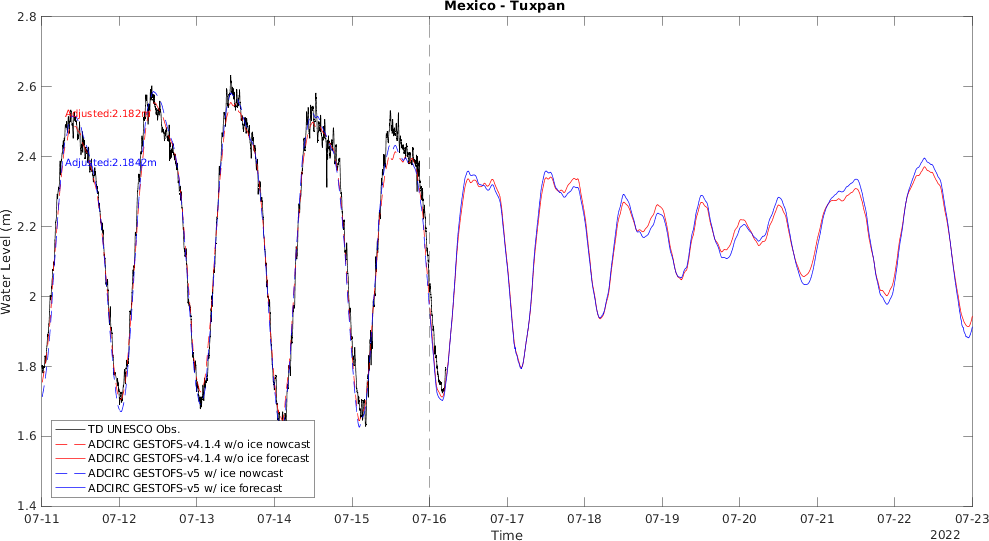 Mexico - Tuxpan
2.8
2.6
2.4
2.2
2
1.8
1.6
1.4
Water Level (m)
Adjusted:2.182m
Adjusted:2.1842m
TD UNESCO Obs.
ADCIRC GESTOFS-v4.1.4 w/o ice nowcast
ADCIRC GESTOFS-v4.1.4 w/o ice forecast
ADCIRC GESTOFS-v5 w/ ice nowcast
ADCIRC GESTOFS-v5 w/ ice forecast
07-11 07-12 07-13 07-14 07-15 07-16 07-17 07-18 07-19 07-20 07-21 07-22 07-23
Time
2022